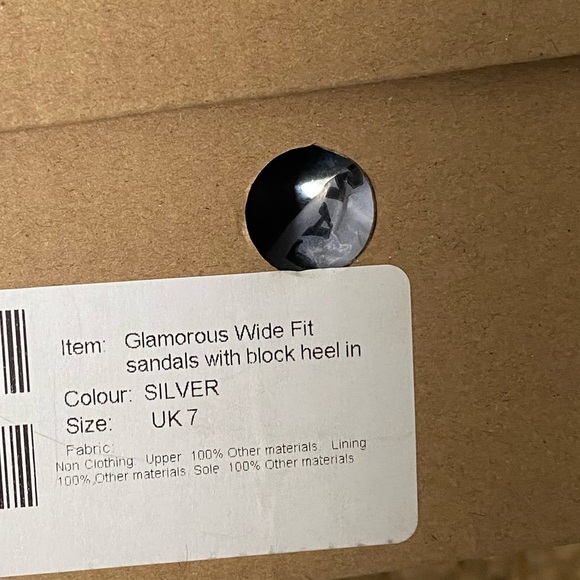 Item: Glamorous Wide Fit
sandals with block heel in
Colour: SILVER
Size: UK 7
Fabric:
Non Clothing Upper 100% Other materials Lining
100% Other materials Sole 100% Other materials